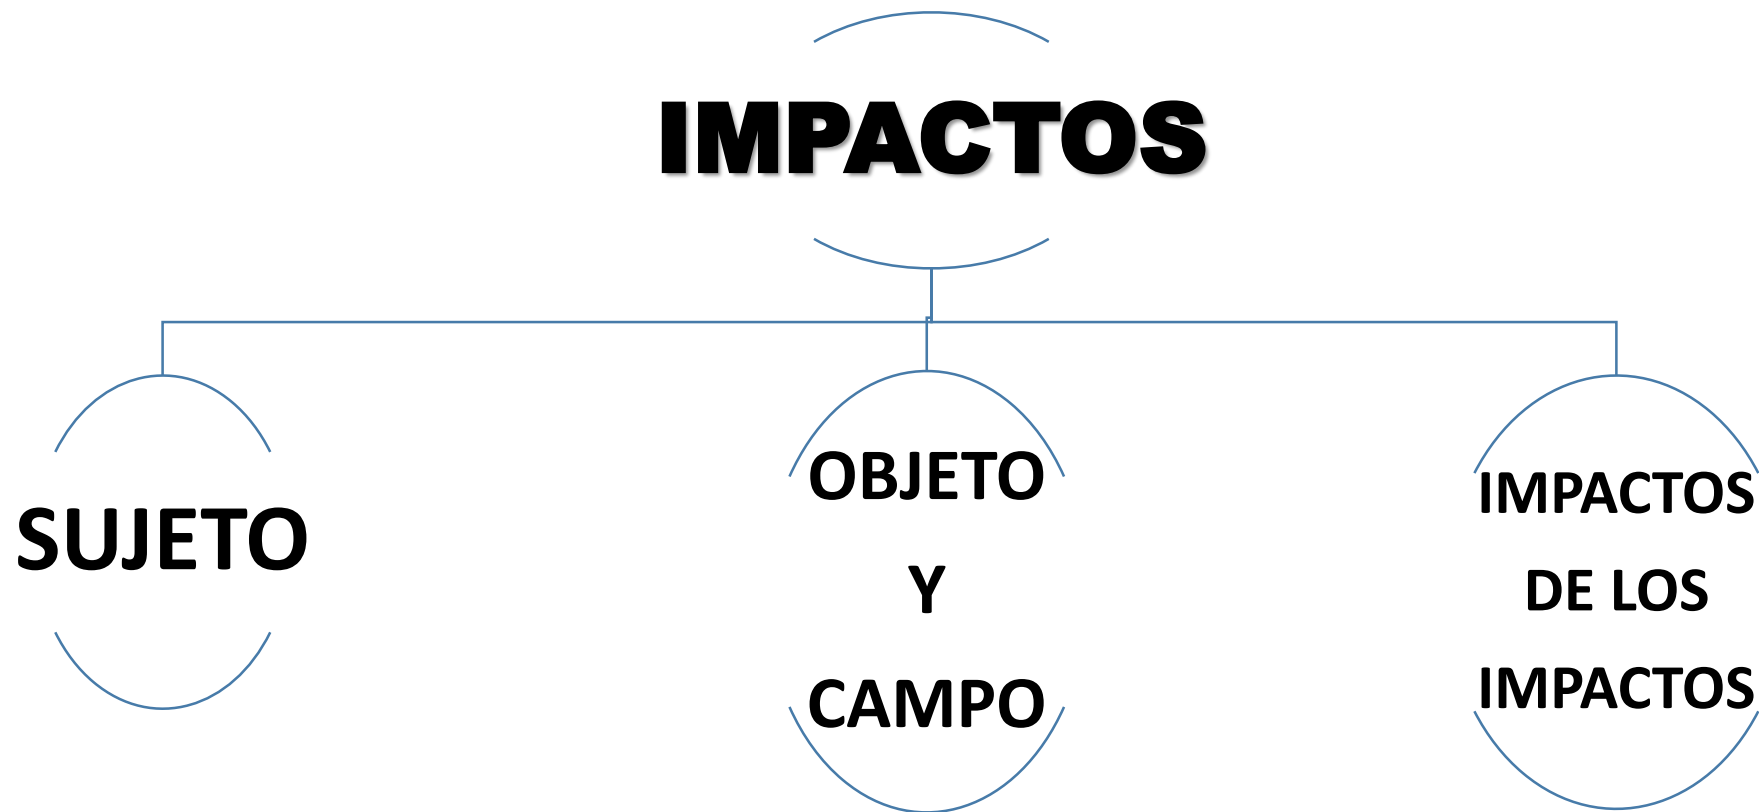 IMPACTOS
SUJETO
OBJETO
Y
CAMPO
IMPACTOS
DE LOS
IMPACTOS